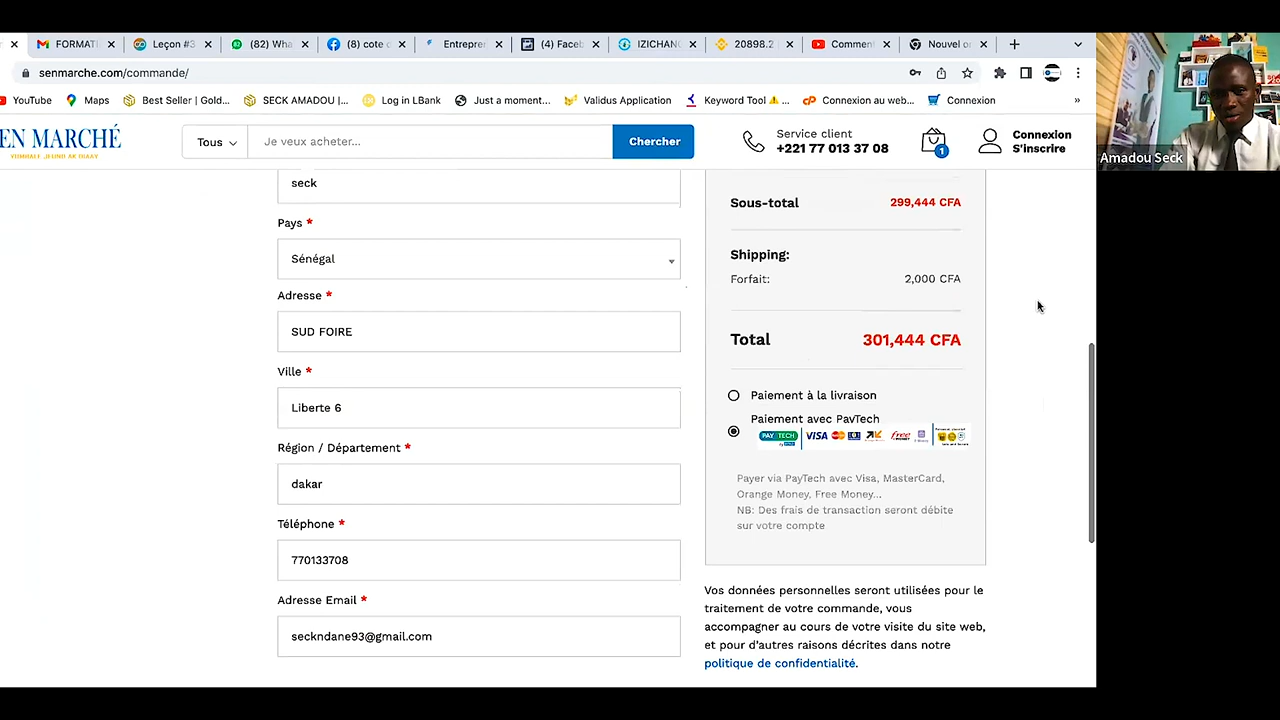 FORMATI
Leçon #3
(82) Wha
(8) cote d
Entrepren
(4) Faceb
IZICHANG
20898.2
Comment
Nouvel on
senmarche.com/commande/
YouTube
Maps
Best Seller | Gold...
SECK AMADOU |...
Log in LBank
Just a moment...
Validus Application
Keyword Tool ⚠ ...
Connexion au web...
Connexion
»
EN MARCHÉ
Tous
Je veux acheter...
Chercher
Service client
+221 77 013 37 08
1
Connexion
S'inscrire
Amadou Seck
seck
Pays *
Sénégal
Adresse *
SUD FOIRE
Ville *
Liberte 6
Région / Département *
dakar
Téléphone *
770133708
Adresse Email *
seckndane93@gmail.com
Sous-total 299,444 CFA
Shipping:
Forfait: 2,000 CFA
Total 301,444 CFA
Paiement à la livraison
Paiement avec PayTech
PAY TECH VISA free
Payer via PayTech avec Visa, MasterCard,
Orange Money, Free Money...
NB: Des frais de transaction seront débite
sur votre compte
Vos données personnelles seront utilisées pour le
traitement de votre commande, vous
accompagner au cours de votre visite du site web,
et pour d'autres raisons décrites dans notre
politique de confidentialité.